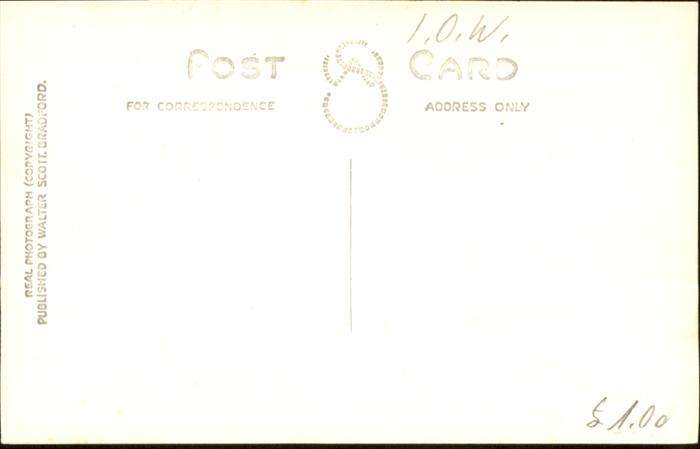 I.O.W.
POST CARD
FOR CORRESPONDENCE
ADDRESS ONLY
REAL PHOTOGRAPH (COPYRIGHT)
PUBLISHED BY WALTER SCOTT, BRADFORD.
£1.00